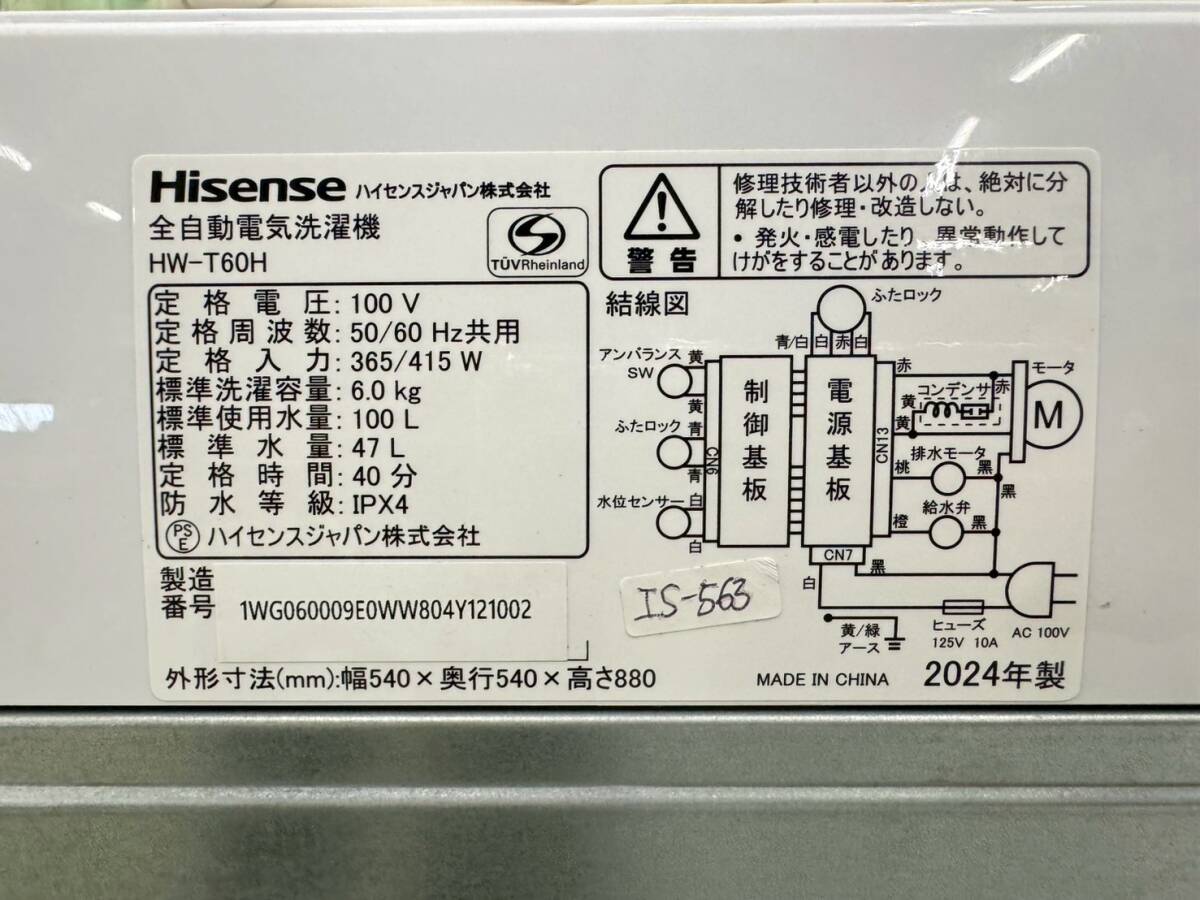 Hisense ハイセンスジャパン株式会社
全自動電気洗濯機
HW-T60H
TÜVRheinland
定格電圧: 100 V
定格周波数: 50/60 Hz共用
定格入力: 365/415 W
標準洗濯容量: 6.0 kg
標準使用水量: 100 L
標準水量: 47 L
定格時間: 40 分
防水等級: IPX4
PS
E
ハイセンスジャパン株式会社
製造
番号
1WG060009E0WW804Y121002
外形寸法(mm):幅540×奥行540×高さ880
警告
修理技術者以外の人は、絶対に分
解したり修理・改造しない。
・発火・感電したり、異常動作して
けがをすることがあります。
結線図
ふたロック
青/白 白 赤 白
アンバランス
SW
黄
黄
ふたロック
青
青
水位センサー
白
白
CN6
制御基板
電源基板
CN13
CN7
赤
コンデンサ
赤
黄
黄
モータ
M
排水モータ
桃
黒
黒
給水弁
橙
黒
黒
白
ヒューズ
125V 10A
AC 100V
黄/緑
アース
IS-563
MADE IN CHINA
2024年製